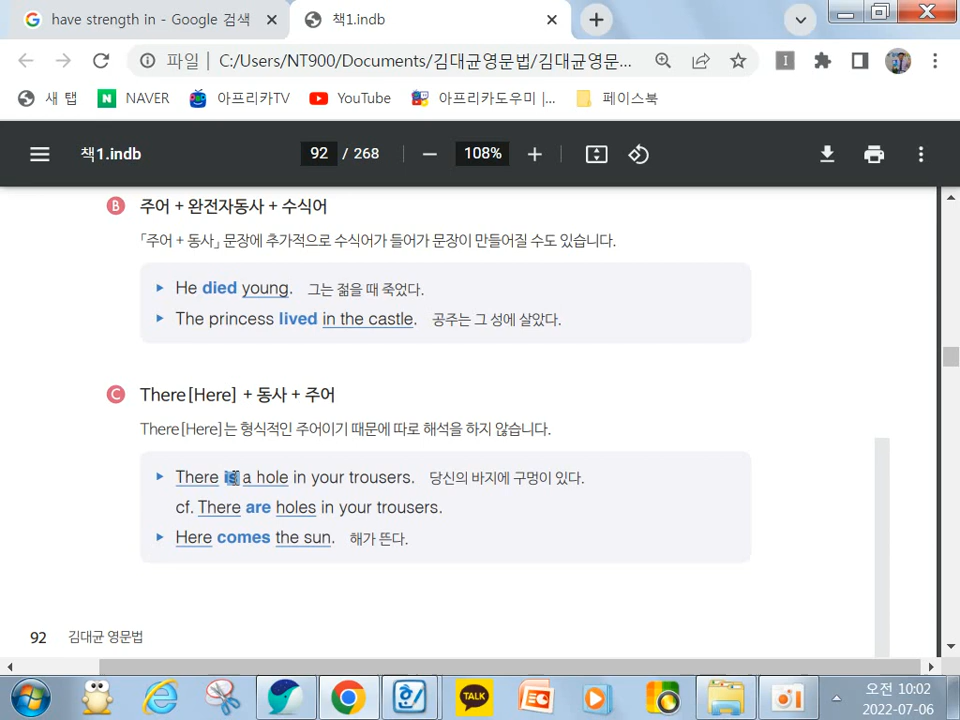 have strength in - Google 검색
책1.indb
파일 | C:/Users/NT900/Documents/김대균영문법/김대균영문...
새 탭
NAVER
아프리카TV
YouTube
아프리카도우미 |...
페이스북
책1.indb
92 / 268
108%
B 주어 + 완전자동사 + 수식어
「주어 + 동사」 문장에 추가적으로 수식어가 들어가 문장이 만들어질 수도 있습니다.
He died young. 그는 젊을 때 죽었다.
The princess lived in the castle. 공주는 그 성에 살았다.
C There [Here] + 동사 + 주어
There [Here]는 형식적인 주어이기 때문에 따로 해석을 하지 않습니다.
There is a hole in your trousers. 당신의 바지에 구멍이 있다.
cf. There are holes in your trousers.
Here comes the sun. 해가 뜬다.
92 김대균 영문법
TALK
오전 10:02
2022-07-06